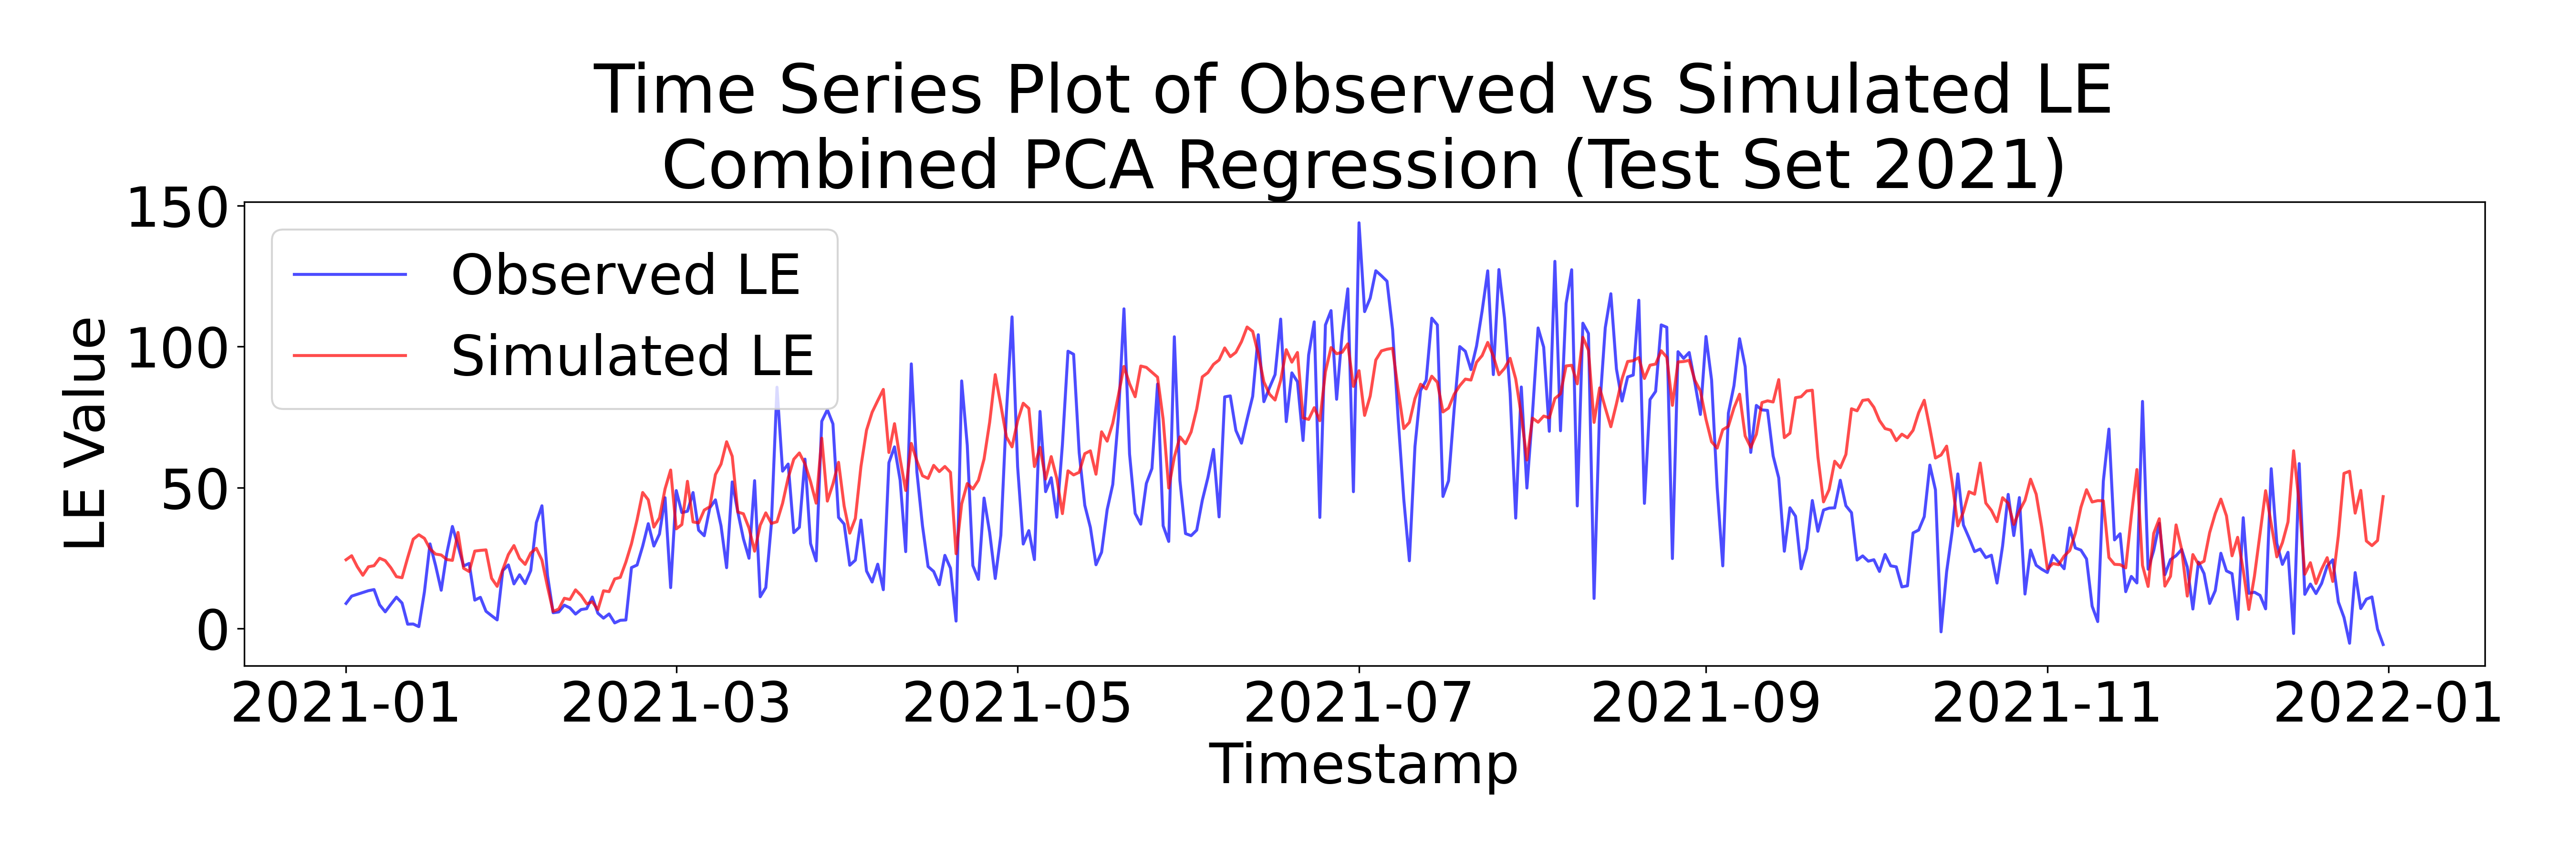 Time Series Plot of Observed vs Simulated LE
Combined PCA Regression (Test Set 2021)
150
100
50
0
LE Value
Observed LE
Simulated LE
2021-01
2021-03
2021-05
2021-07
2021-09
2021-11
2022-01
Timestamp